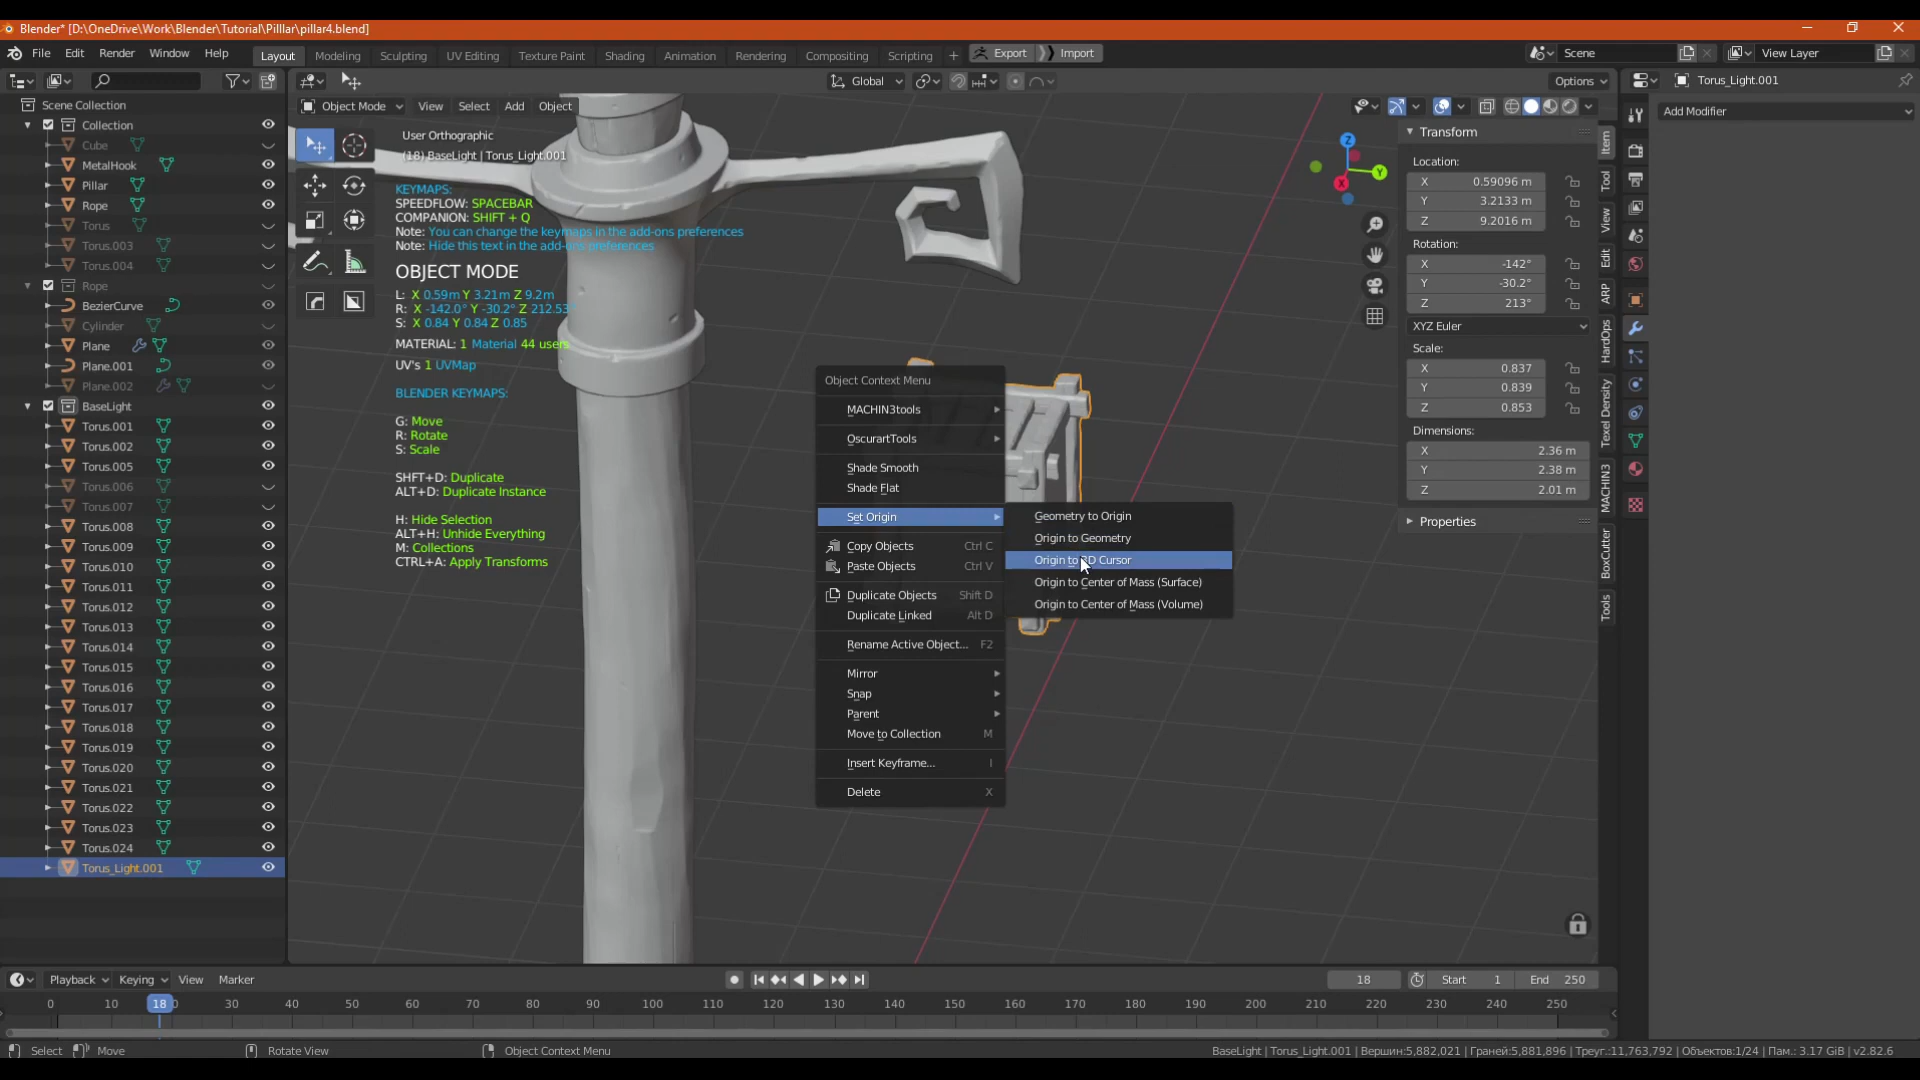 Blender* [D:\OneDrive\Work\Blender\Tutorial\Pilllar\pillar4.blend]
File Edit Render Window Help
Layout Modeling Sculpting UV Editing Texture Paint Shading Animation Rendering Compositing Scripting + Export Import
Scene View Layer
Global Options
Torus_Light.001
Object Mode View Select Add Object
Add Modifier
Scene Collection
Collection
Cube
MetalHook
Pillar
Rope
Torus
Torus.003
Torus.004
Rope
BezierCurve
Cylinder
Plane
Plane.001
Plane.002
BaseLight
Torus.001
Torus.002
Torus.005
Torus.006
Torus.007
Torus.008
Torus.009
Torus.010
Torus.011
Torus.012
Torus.013
Torus.014
Torus.015
Torus.016
Torus.017
Torus.018
Torus.019
Torus.020
Torus.021
Torus.022
Torus.023
Torus.024
Torus_Light.001
User Orthographic
(18) BaseLight | Torus_Light.001
KEYMAPS:
SPEEDFLOW: SPACEBAR
COMPANION: SHIFT + Q
Note: You can change the keymaps in the add-ons preferences
Note: Hide this text in the add-ons preferences
OBJECT MODE
L: X 0.59m Y 3.21m Z 9.2m
R: X -142.0° Y -30.2° Z 212.53°
S: X 0.84 Y 0.84 Z 0.85
MATERIAL: 1 Material 44 users
UV's 1 UVMap
BLENDER KEYMAPS:
G: Move
R: Rotate
S: Scale
SHFT+D: Duplicate
ALT+D: Duplicate Instance
H: Hide Selection
ALT+H: Unhide Everything
M: Collections
CTRL+A: Apply Transforms
Object Context Menu
MACHIN3tools
OscurartTools
Shade Smooth
Shade Flat
Set Origin
Copy Objects Ctrl C
Paste Objects Ctrl V
Duplicate Objects Shift D
Duplicate Linked Alt D
Rename Active Object... F2
Mirror
Snap
Parent
Move to Collection M
Insert Keyframe... I
Delete X
Geometry to Origin
Origin to Geometry
Origin to 3D Cursor
Origin to Center of Mass (Surface)
Origin to Center of Mass (Volume)
Z
Y
X
Transform
Location:
X 0.59096 m
Y 3.2133 m
Z 9.2016 m
Rotation:
X -142°
Y -30.2°
Z 213°
XYZ Euler
Scale:
X 0.837
Y 0.839
Z 0.853
Dimensions:
X 2.36 m
Y 2.38 m
Z 2.01 m
Properties
Item
Tool
View
Edit
ARP
HardOps
Texel Density
MACHIN3
BoxCutter
Tools
Playback Keying View Marker
18 Start 1 End 250
0 10 18 30 40 50 60 70 80 90 100 110 120 130 140 150 160 170 180 190 200 210 220 230 240 250
Select Move Rotate View Object Context Menu
BaseLight | Torus_Light.001 | Вершин:5,882,021 | Граней:5,881,896 | Треуг.:11,763,792 | Объектов:1/24 | Пам.: 3.17 GiB | v2.82.6